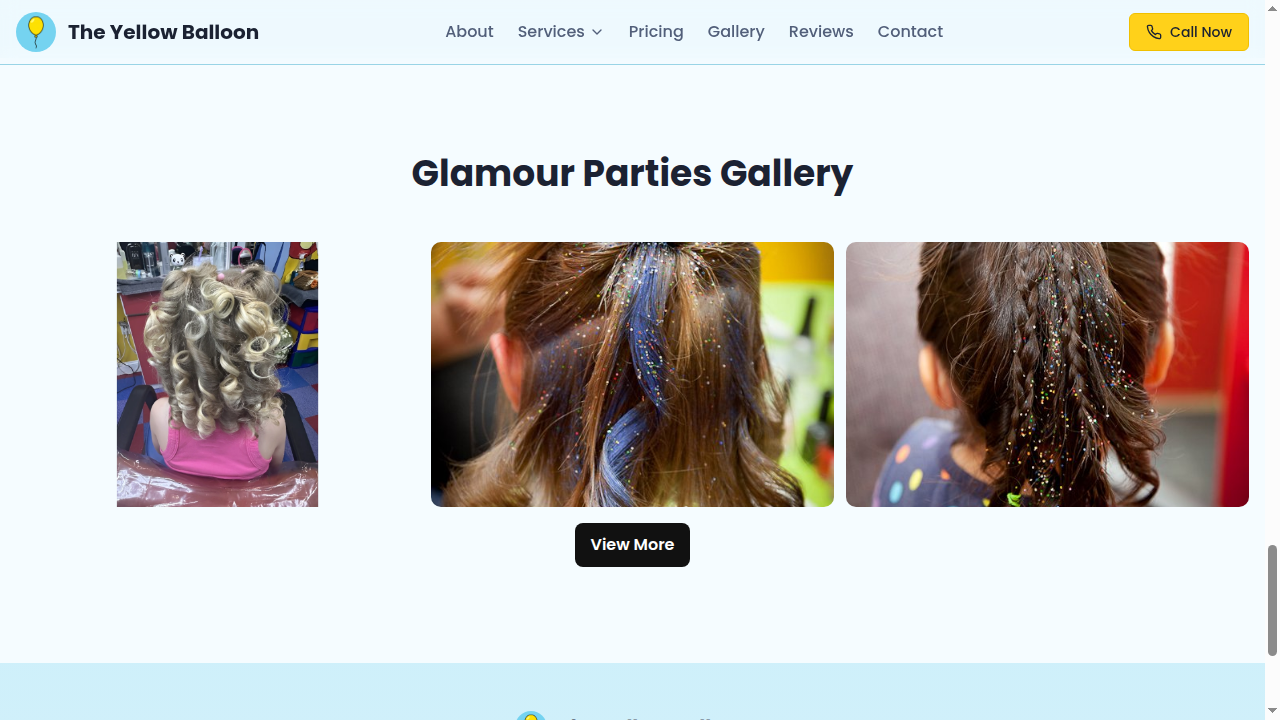 The Yellow Balloon
About
Services
Pricing
Gallery
Reviews
Contact
Call Now
Glamour Parties Gallery
View More